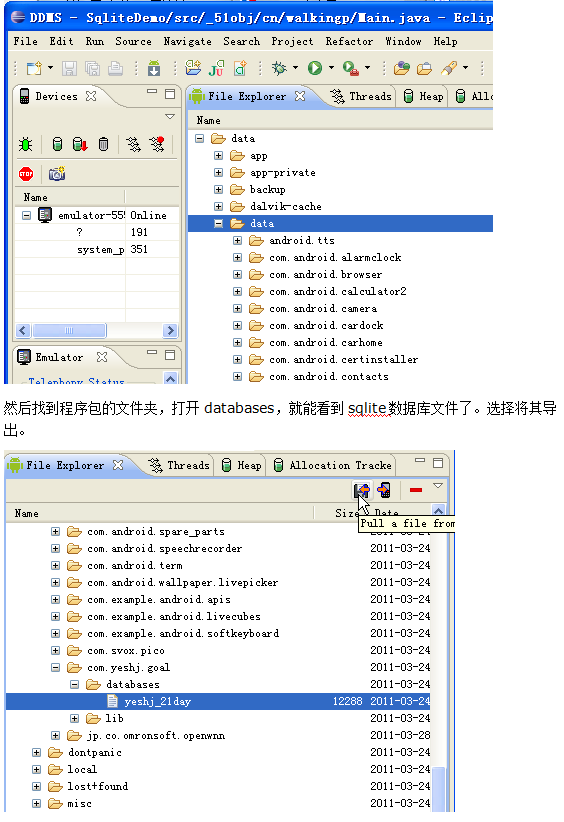 DDMS - SqliteDemo/src/_51obj/cn/walkingp/Main.java - Eclip
File Edit Run Source Navigate Search Project Refactor Window Help
Devices
Name
emulator-555 Online
? 191
system_p 351
Emulator
Telephony Status
File Explorer Threads Heap Allo
Name
data
app
app-private
backup
dalvik-cache
data
android.tts
com.android.alarmclock
com.android.browser
com.android.calculator2
com.android.camera
com.android.cardock
com.android.carhome
com.android.certinstaller
com.android.contacts
然后找到程序包的文件夹，打开 databases，就能看到 sqlite数据库文件了。选择将其导
出。
File Explorer Threads Heap Allocation Tracke
Pull a file from
Name Size Date
com.android.spare_parts 2011-03-24
com.android.speechrecorder 2011-03-24
com.android.term 2011-03-24
com.android.wallpaper.livepicker 2011-03-24
com.example.android.apis 2011-03-24
com.example.android.livecubes 2011-03-24
com.example.android.softkeyboard 2011-03-24
com.svox.pico 2011-03-24
com.yeshj.goal 2011-03-24
databases 2011-03-24
yeshj_21day 12288 2011-03-24
lib 2011-03-24
jp.co.omronsoft.openwnn 2011-03-28
dontpanic 2011-03-24
local 2011-03-24
lost+found 2011-03-24
misc 2011-03-24